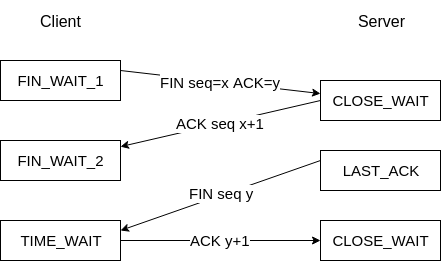 Client
Server
FIN_WAIT_1
FIN seq=x ACK=y
CLOSE_WAIT
ACK seq x+1
FIN_WAIT_2
LAST_ACK
FIN seq y
TIME_WAIT
ACK y+1
CLOSE_WAIT